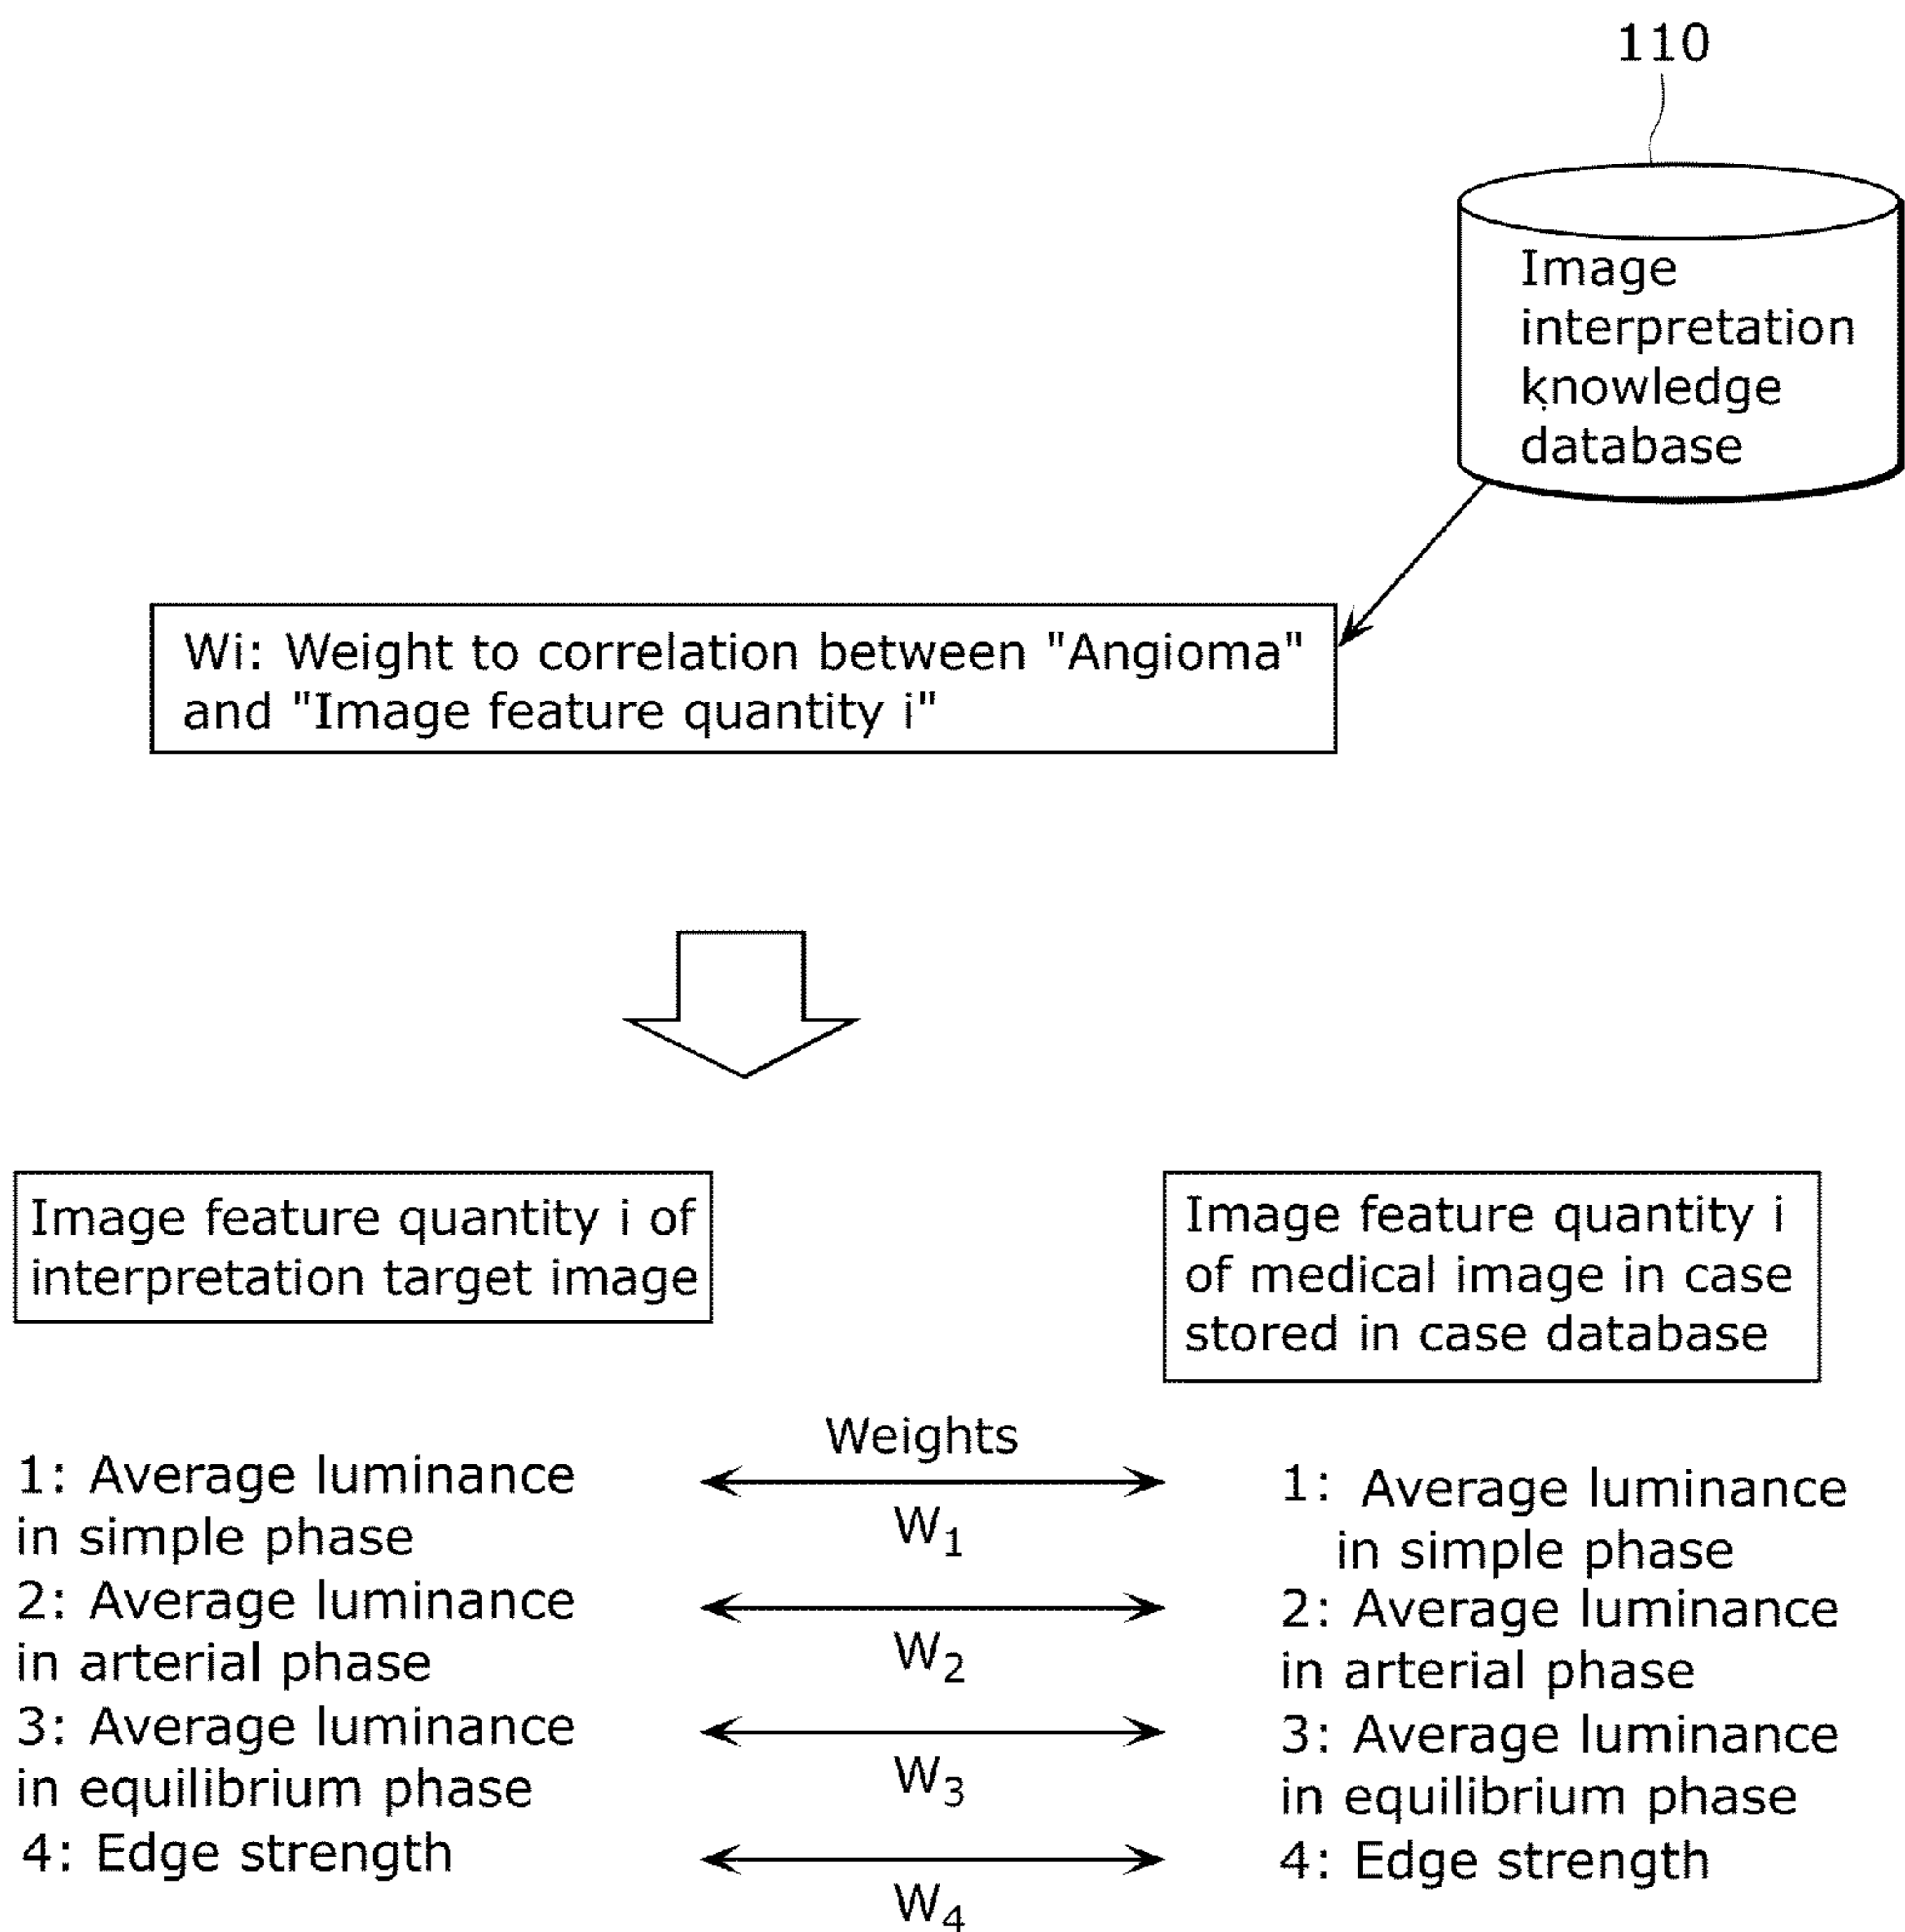 110
Image
interpretation
knowledge
database
Wi: Weight to correlation between "Angioma"
and "Image feature quantity i"
Image feature quantity i of
interpretation target image
Image feature quantity i
of medical image in case
stored in case database
Weights
1: Average luminance
in simple phase
2: Average luminance
in arterial phase
3: Average luminance
in equilibrium phase
4: Edge strength
W1
W2
W3
W4
1: Average luminance
in simple phase
2: Average luminance
in arterial phase
3: Average luminance
in equilibrium phase
4: Edge strength